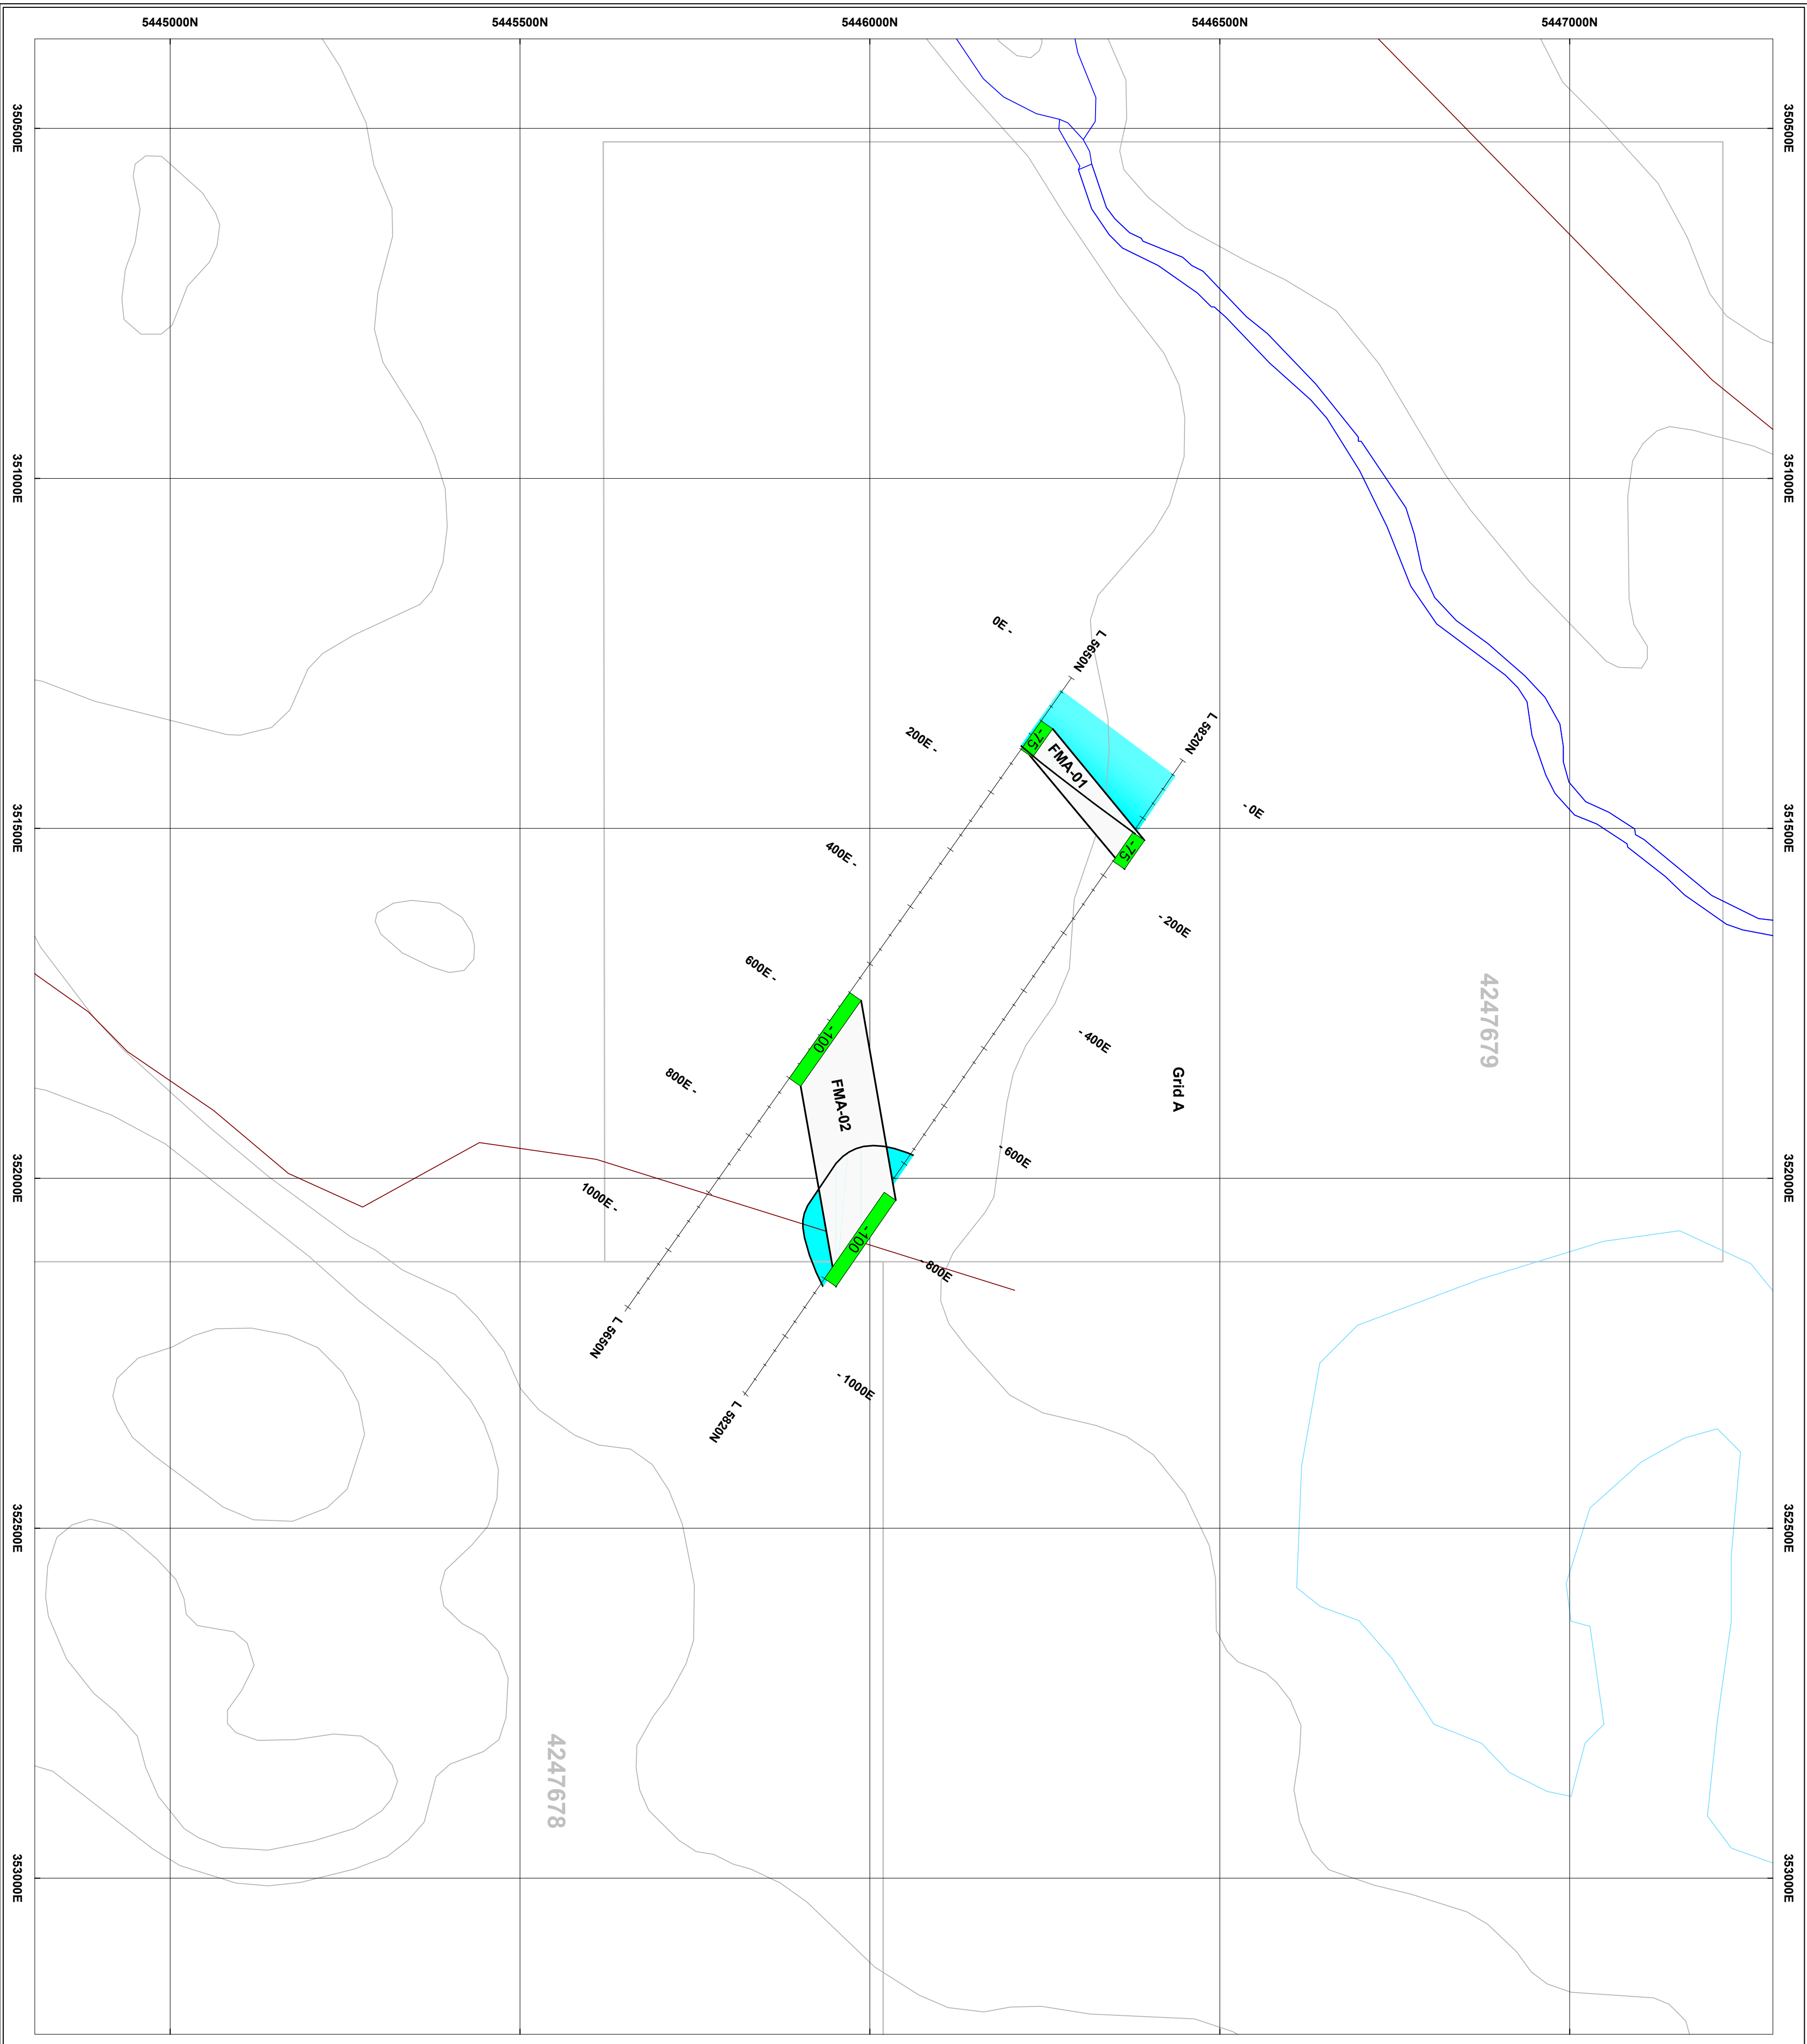 5445000N
5445500N
5446000N
5446500N
5447000N
350500E
350500E
351000E
351000E
0E -
L 5650N
L 5820N
200E -
-75
FMA-01
- 0E
351500E
351500E
-75
400E -
- 200E
600E -
4247679
-100
- 400E
Grid A
800E -
FMA-02
- 600E
352000E
352000E
1000E -
-100
- 800E
L 5650N
- 1000E
L 5820N
352500E
352500E
4247678
353000E
353000E